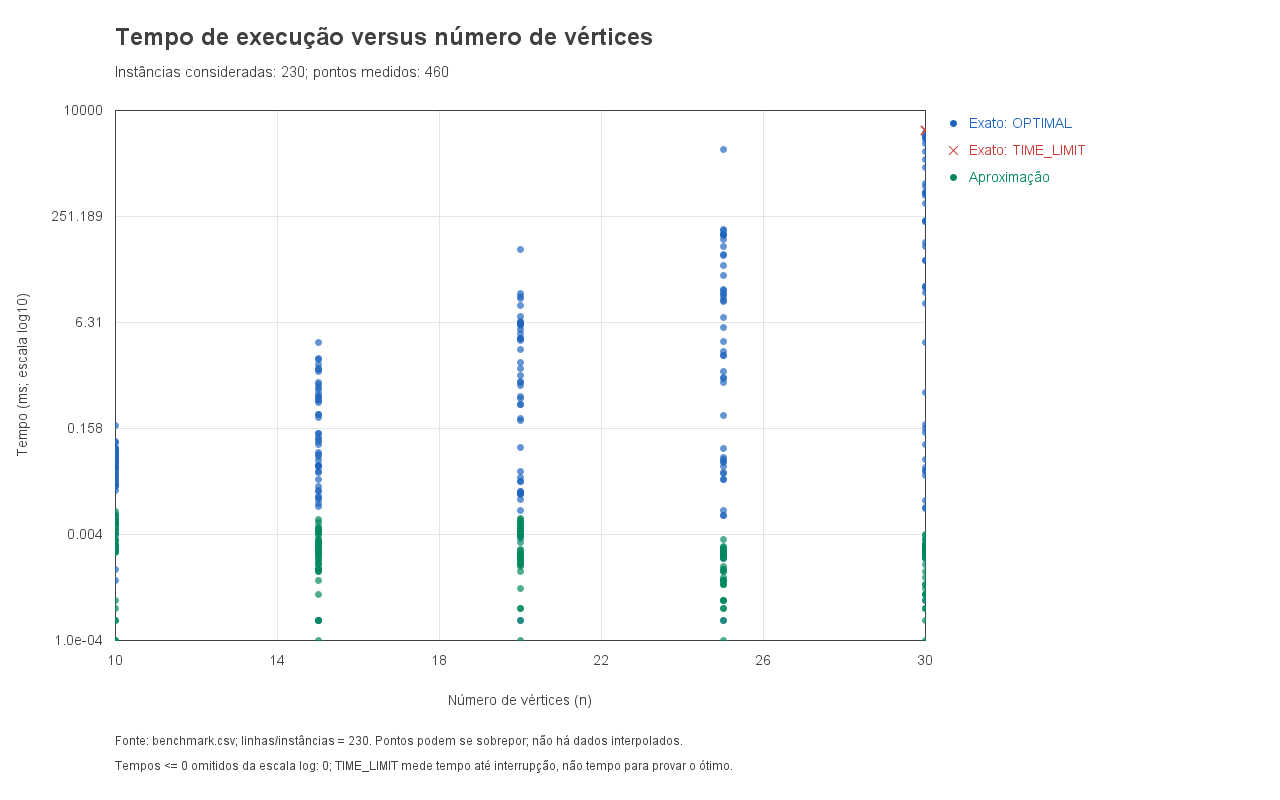 Tempo de execução versus número de vértices
Instâncias consideradas: 230; pontos medidos: 460
10000
251.189
6.31
0.158
0.004
1.0e-04
10
14
18
22
26
30
Tempo (ms; escala log10)
Número de vértices (n)
Exato: OPTIMAL
Exato: TIME_LIMIT
Aproximação
Fonte: benchmark.csv; linhas/instâncias = 230. Pontos podem se sobrepor; não há dados interpolados.
Tempos <= 0 omitidos da escala log: 0; TIME_LIMIT mede tempo até interrupção, não tempo para provar o ótimo.